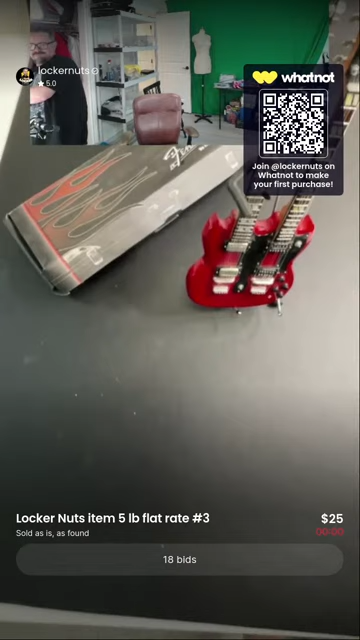 lockernuts
5.0
whatnot
Join @lockernuts on
Whatnot to make
your first purchase!
Fender
Locker Nuts item 5 lb flat rate #3
$25
Sold as is, as found
00:00
18 bids